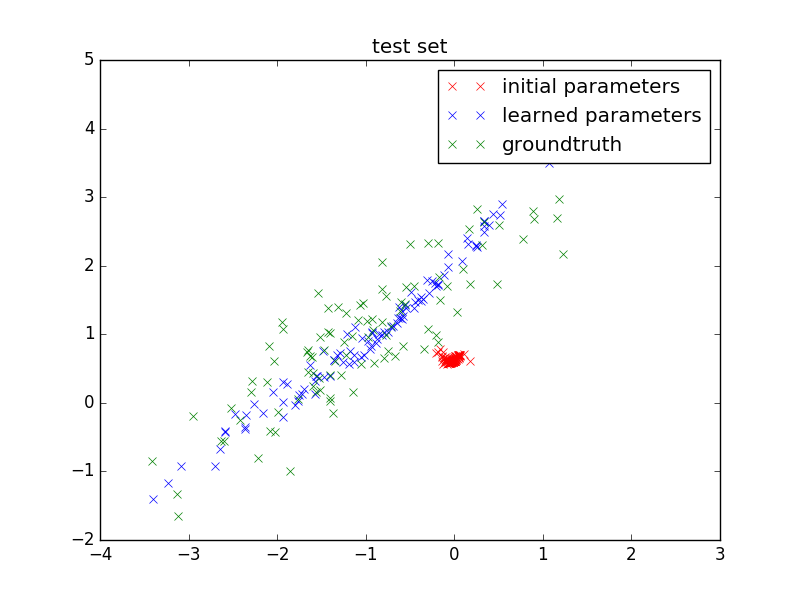 test set
initial parameters
learned parameters
groundtruth
5
4
3
2
1
0
−1
−2
−4 −3 −2 −1 0 1 2 3